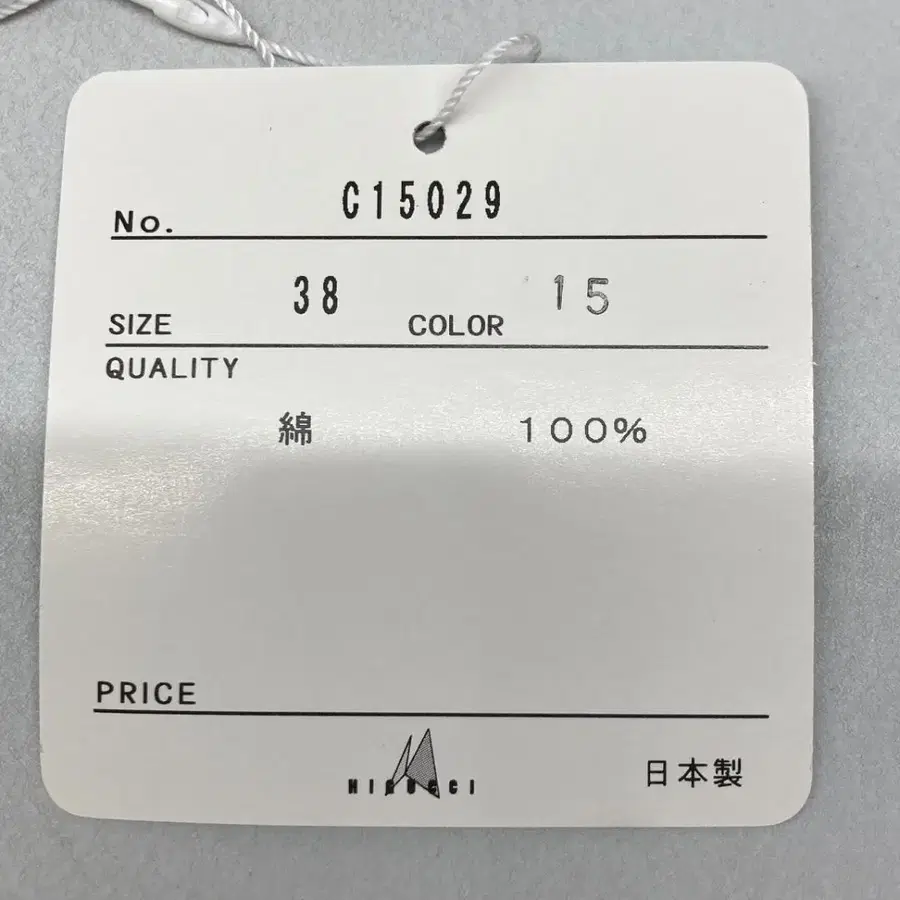 No. C15029
SIZE 38 COLOR 15
QUALITY
綿 100%
PRICE
日本製